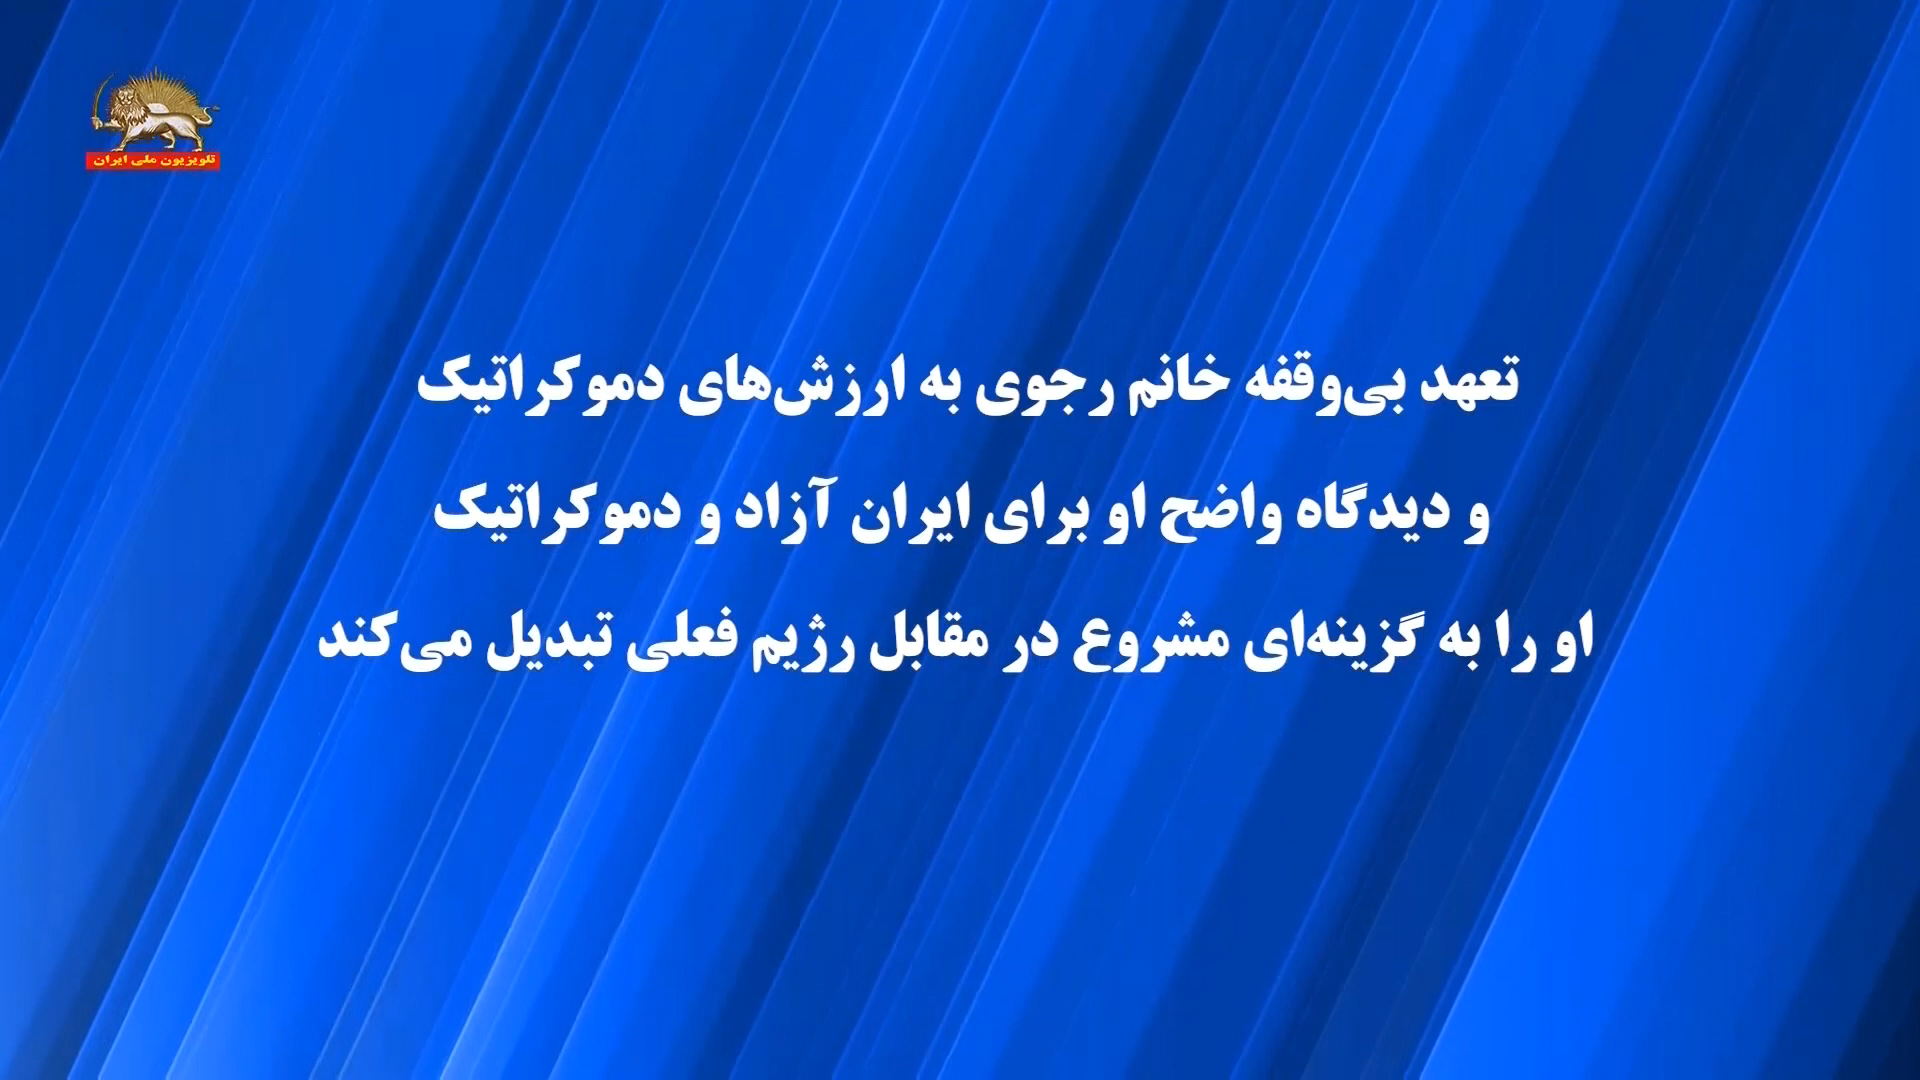 تلویزیون ملی ایران
تعهد بی‌وقفه خانم رجوی به ارزش‌های دموکراتیک
و دیدگاه واضح او برای ایران آزاد و دموکراتیک
او را به گزینه‌ای مشروع در مقابل رژیم فعلی تبدیل می‌کند